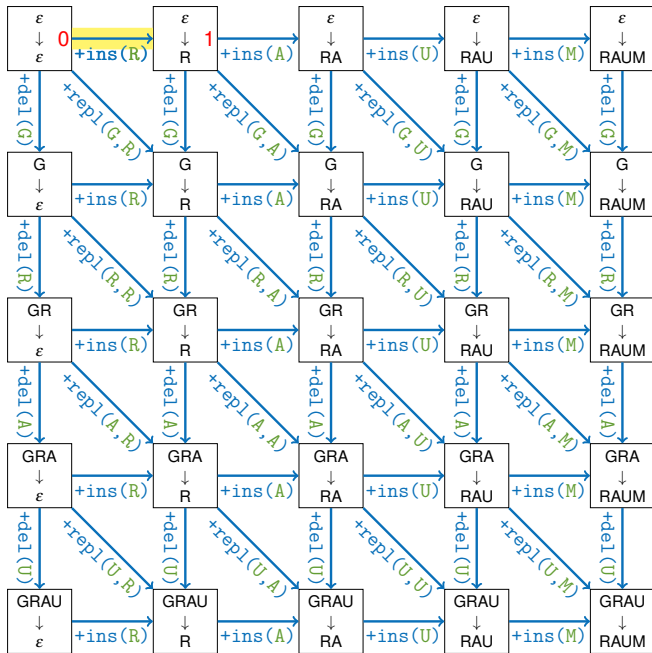 ε ε ε ε ε
↓ 0 ↓ 1 ↓ ↓ ↓
ε +ins(R) R +ins(A) RA +ins(U) RAU +ins(M) RAUM
+del(G) +repl(G,R) +del(G) +repl(G,A) +del(G) +repl(G,U) +del(G) +repl(G,M) +del(G)
G G G G G
↓ ↓ ↓ ↓ ↓
ε +ins(R) R +ins(A) RA +ins(U) RAU +ins(M) RAUM
+del(R) +repl(R,R) +del(R) +repl(R,A) +del(R) +repl(R,U) +del(R) +repl(R,M) +del(R)
GR GR GR GR GR
↓ ↓ ↓ ↓ ↓
ε +ins(R) R +ins(A) RA +ins(U) RAU +ins(M) RAUM
+del(A) +repl(A,R) +del(A) +repl(A,A) +del(A) +repl(A,U) +del(A) +repl(A,M) +del(A)
GRA GRA GRA GRA GRA
↓ ↓ ↓ ↓ ↓
ε +ins(R) R +ins(A) RA +ins(U) RAU +ins(M) RAUM
+del(U) +repl(U,R) +del(U) +repl(U,A) +del(U) +repl(U,U) +del(U) +repl(U,M) +del(U)
GRAU GRAU GRAU GRAU GRAU
↓ ↓ ↓ ↓ ↓
ε +ins(R) R +ins(A) RA +ins(U) RAU +ins(M) RAUM